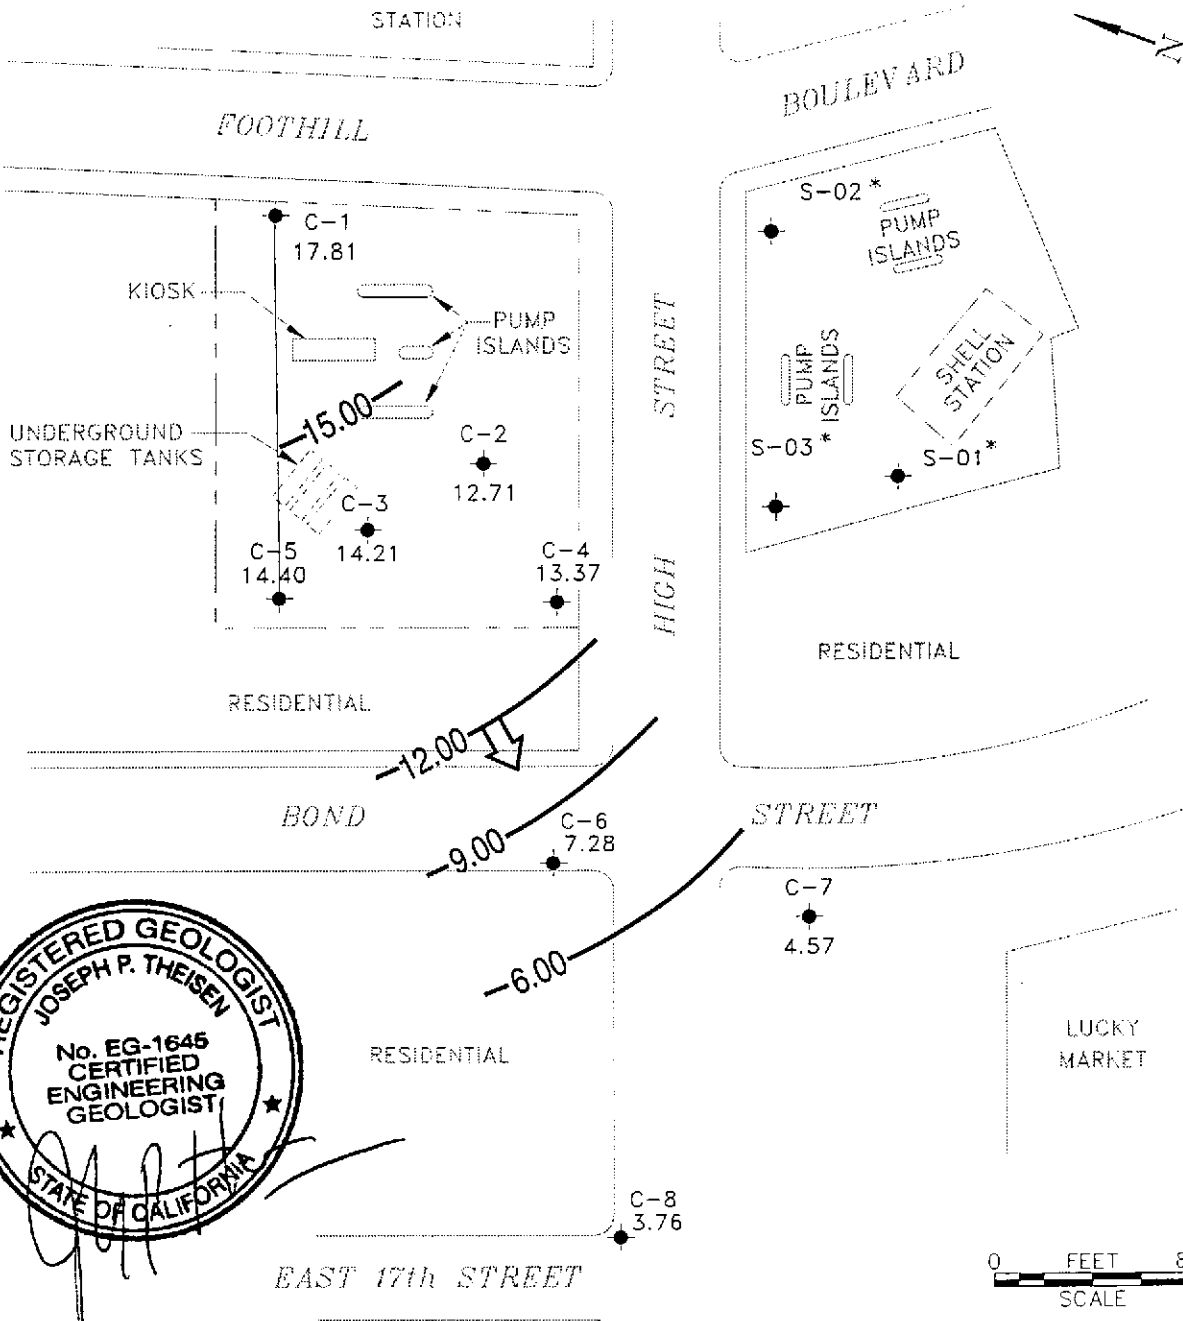 STATION
N
BOULEVARD
FOOTHILL
S-02*
C-1
17.81
PUMP
ISLANDS
KIOSK
PUMP
ISLANDS
STREET
PUMP
ISLANDS
SHELL
STATION
15.00
UNDERGROUND
STORAGE TANKS
C-2
12.71
S-03*
S-01*
C-3
14.21
C-5
14.40
C-4
13.37
HIGH
RESIDENTIAL
RESIDENTIAL
12.00
BOND
STREET
C-6
7.28
9.00
C-7
4.57
6.00
REGISTERED GEOLOGIST
JOSEPH P. THEISEN
No. EG-1645
CERTIFIED
ENGINEERING
GEOLOGIST
STATE OF CALIFORNIA
RESIDENTIAL
LUCKY
MARKET
C-8
3.76
EAST 17th STREET
0 FEET 8
SCALE